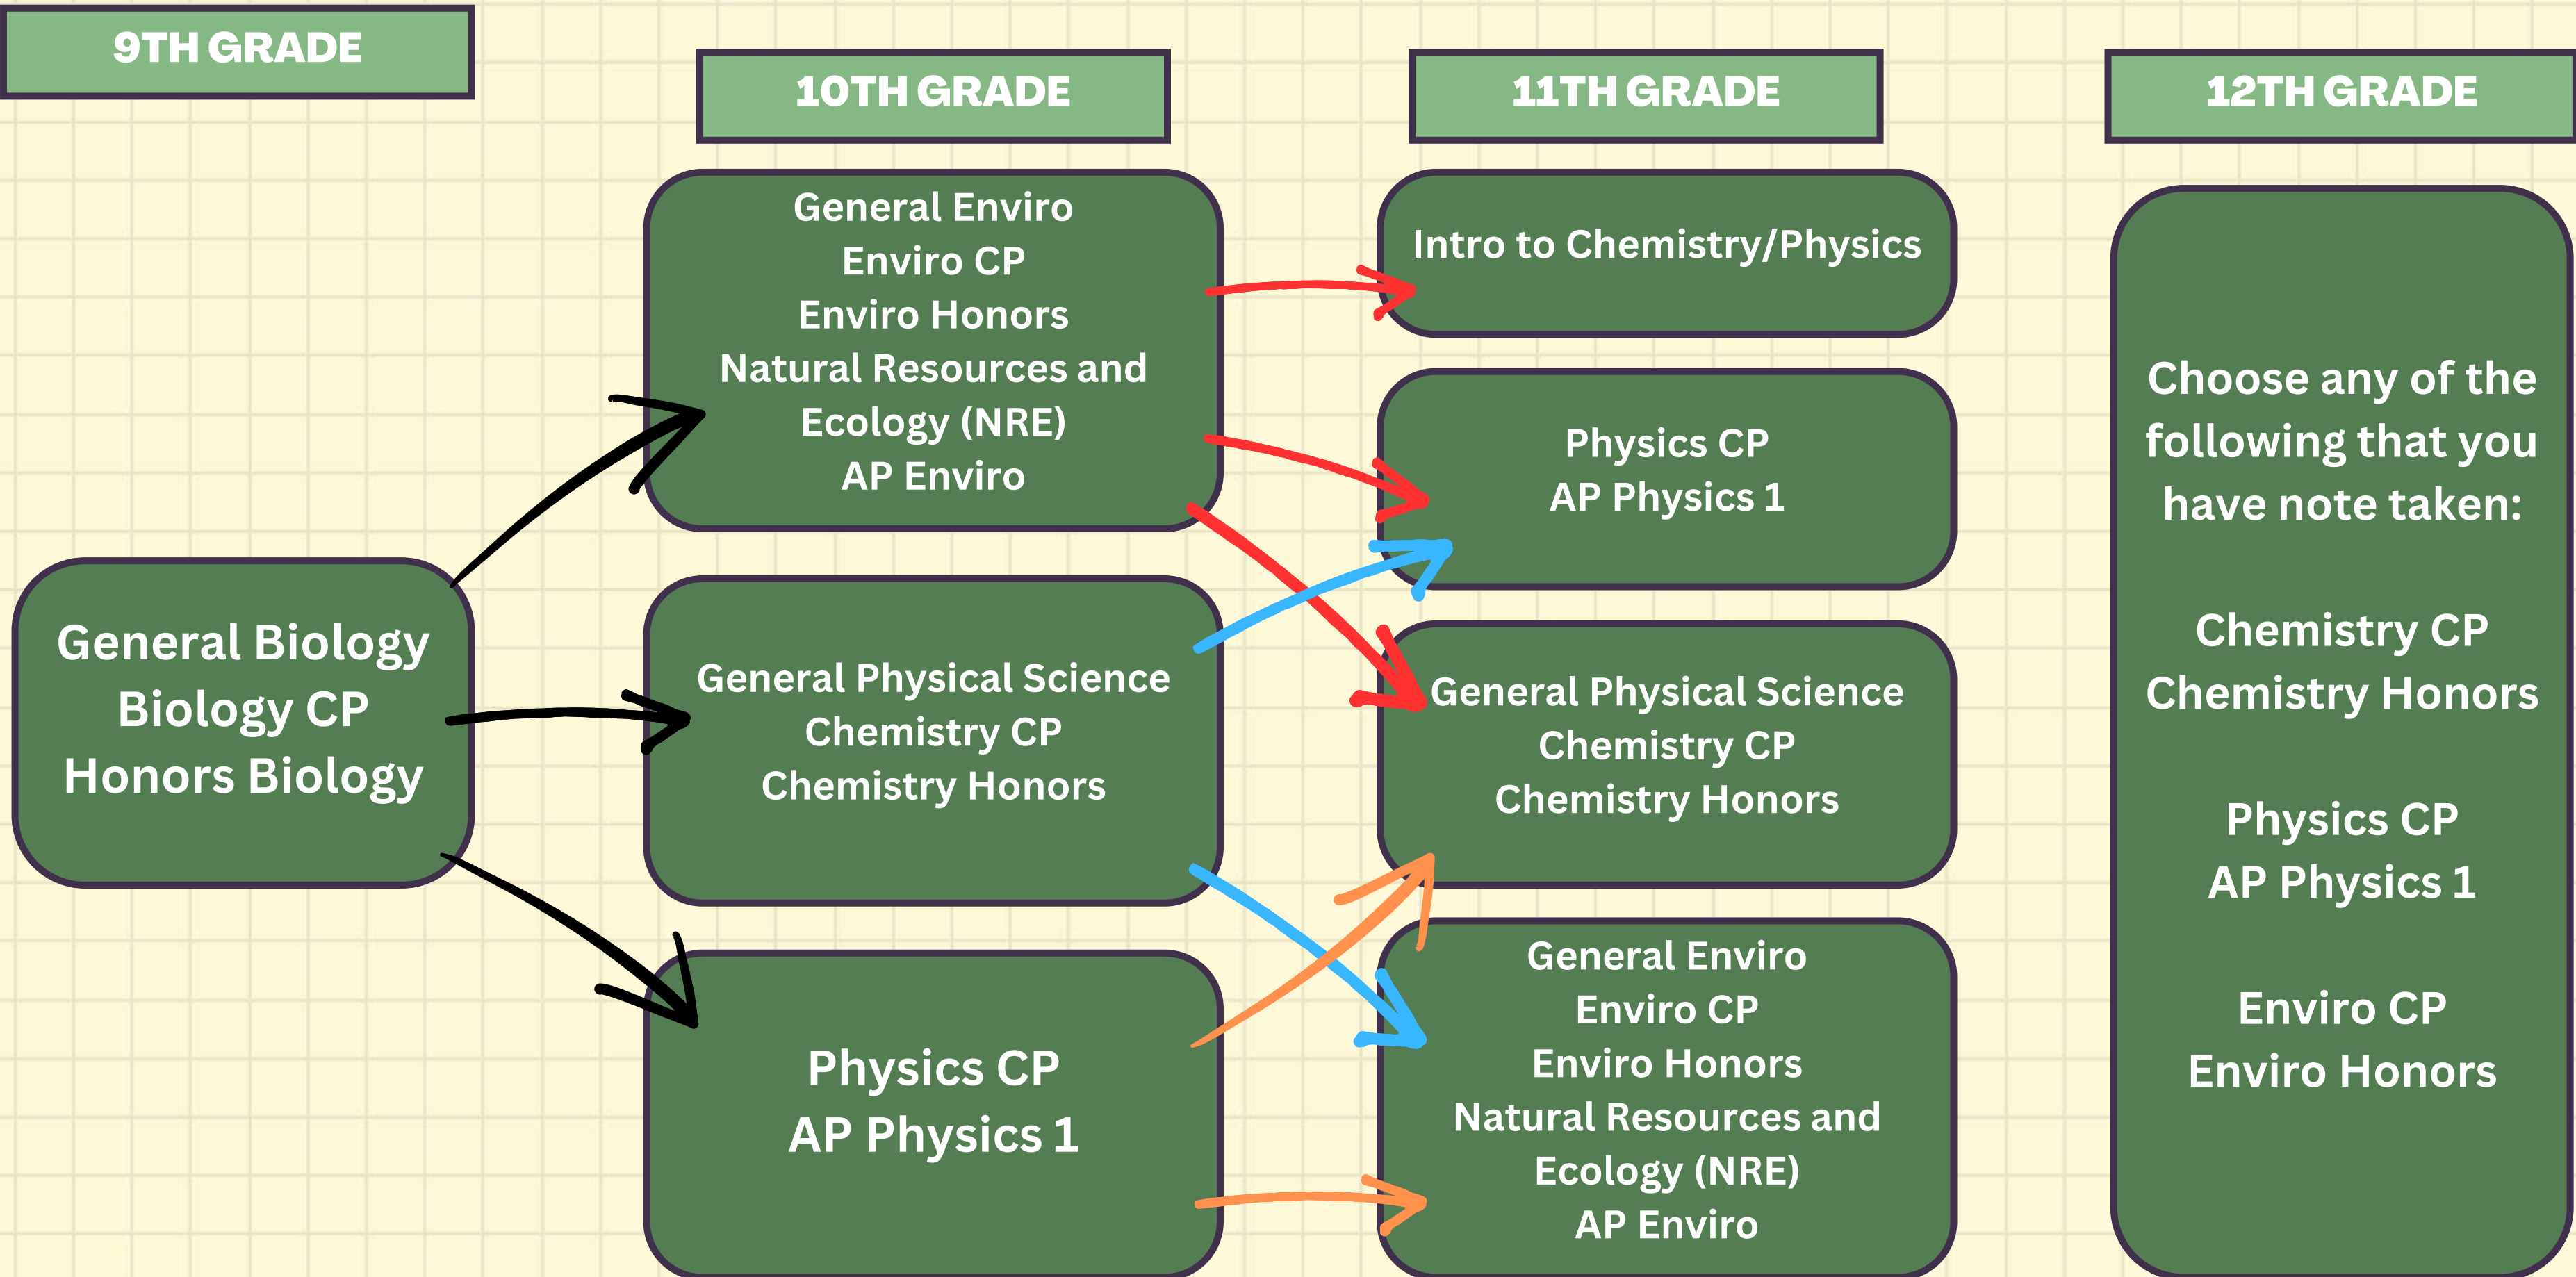 9TH GRADE
General Biology
Biology CP
Honors Biology
10TH GRADE
General Enviro
Enviro CP
Enviro Honors
Natural Resources and
Ecology (NRE)
AP Enviro
General Physical Science
Chemistry CP
Chemistry Honors
Physics CP
AP Physics 1
11TH GRADE
Intro to Chemistry/Physics
Physics CP
AP Physics 1
General Physical Science
Chemistry CP
Chemistry Honors
General Enviro
Enviro CP
Enviro Honors
Natural Resources and
Ecology (NRE)
AP Enviro
12TH GRADE
Choose any of the
following that you
have note taken:
Chemistry CP
Chemistry Honors
Physics CP
AP Physics 1
Enviro CP
Enviro Honors